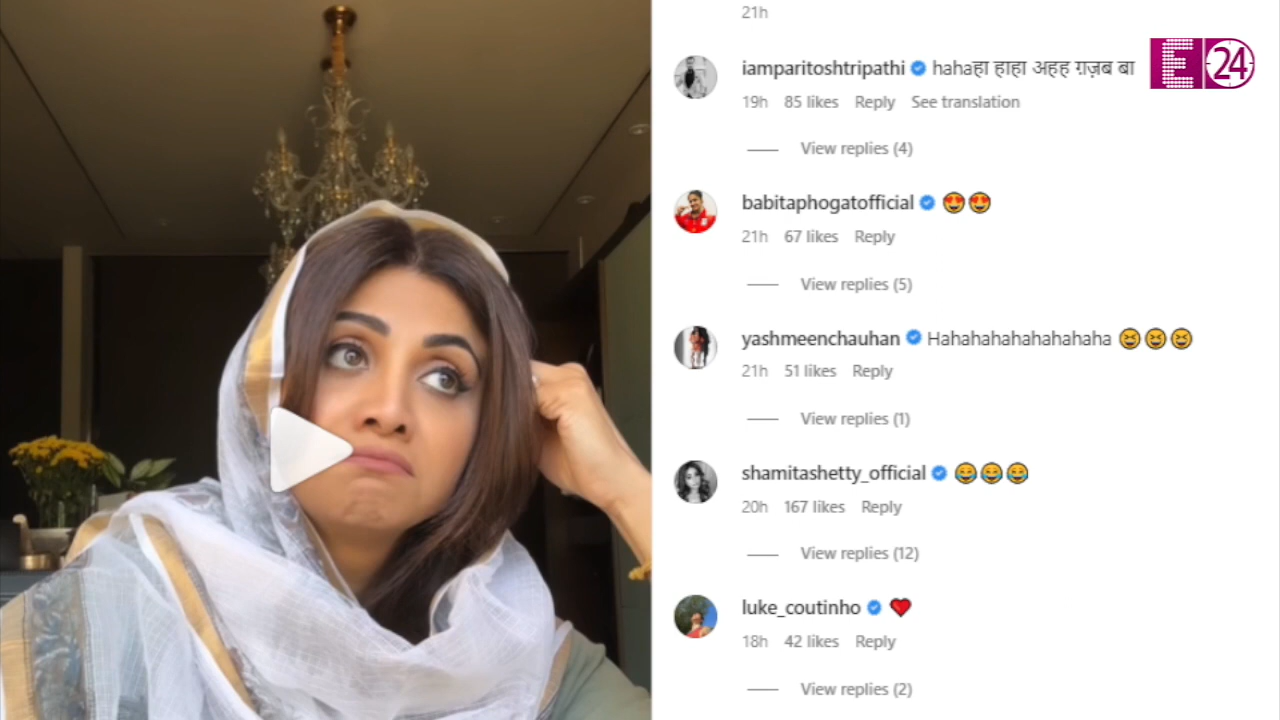 21h
iamparitoshtripathi hahaहा हाहा अहह ग़ज़ब बा
E 24
19h 85 likes Reply See translation
View replies (4)
babitaphogatofficial 😍😍
21h 67 likes Reply
View replies (5)
yashmeenchauhan Hahahahahahahahaha 😆😆😆
21h 51 likes Reply
View replies (1)
shamitashetty_official 😂😂😂
20h 167 likes Reply
View replies (12)
luke_coutinho ❤️
18h 42 likes Reply
View replies (2)